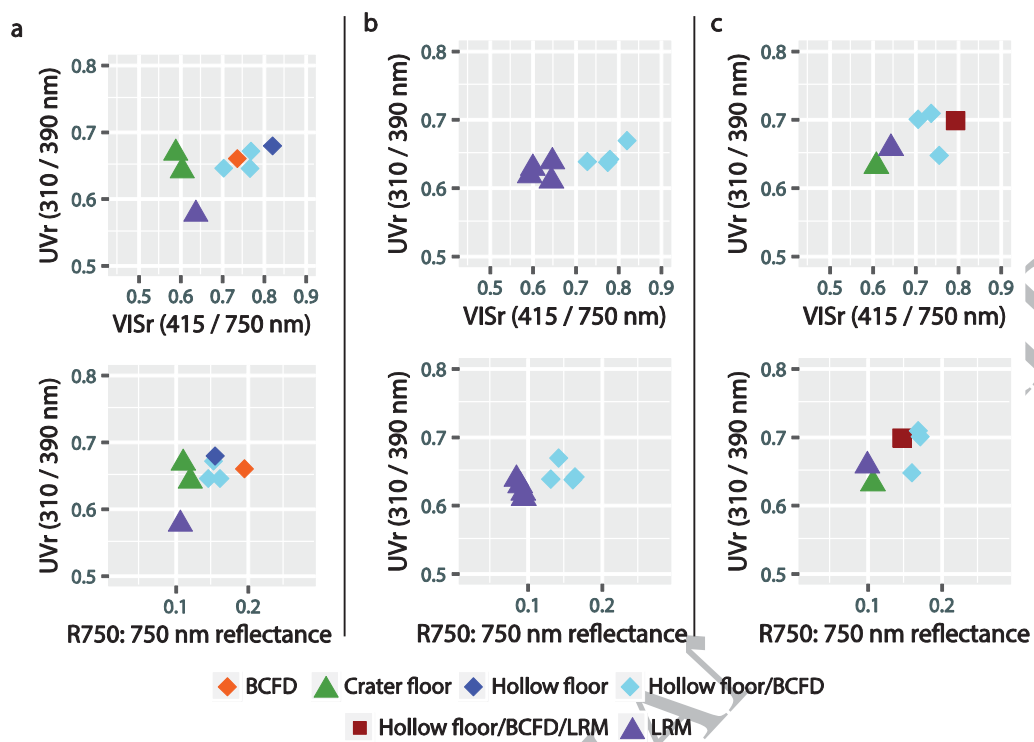 a
b
c
UVr (310 / 390 nm)
0.8
0.7
0.6
0.5
0.5 0.6 0.7 0.8 0.9
VISr (415 / 750 nm)
UVr (310 / 390 nm)
0.8
0.7
0.6
0.5
0.5 0.6 0.7 0.8 0.9
VISr (415 / 750 nm)
UVr (310 / 390 nm)
0.8
0.7
0.6
0.5
0.5 0.6 0.7 0.8 0.9
VISr (415 / 750 nm)
UVr (310 / 390 nm)
0.8
0.7
0.6
0.5
0.1 0.2
R750: 750 nm reflectance
UVr (310 / 390 nm)
0.8
0.7
0.6
0.5
0.1 0.2
R750: 750 nm reflectance
UVr (310 / 390 nm)
0.8
0.7
0.6
0.5
0.1 0.2
R750: 750 nm reflectance
BCFD Crater floor Hollow floor Hollow floor/BCFD
Hollow floor/BCFD/LRM LRM